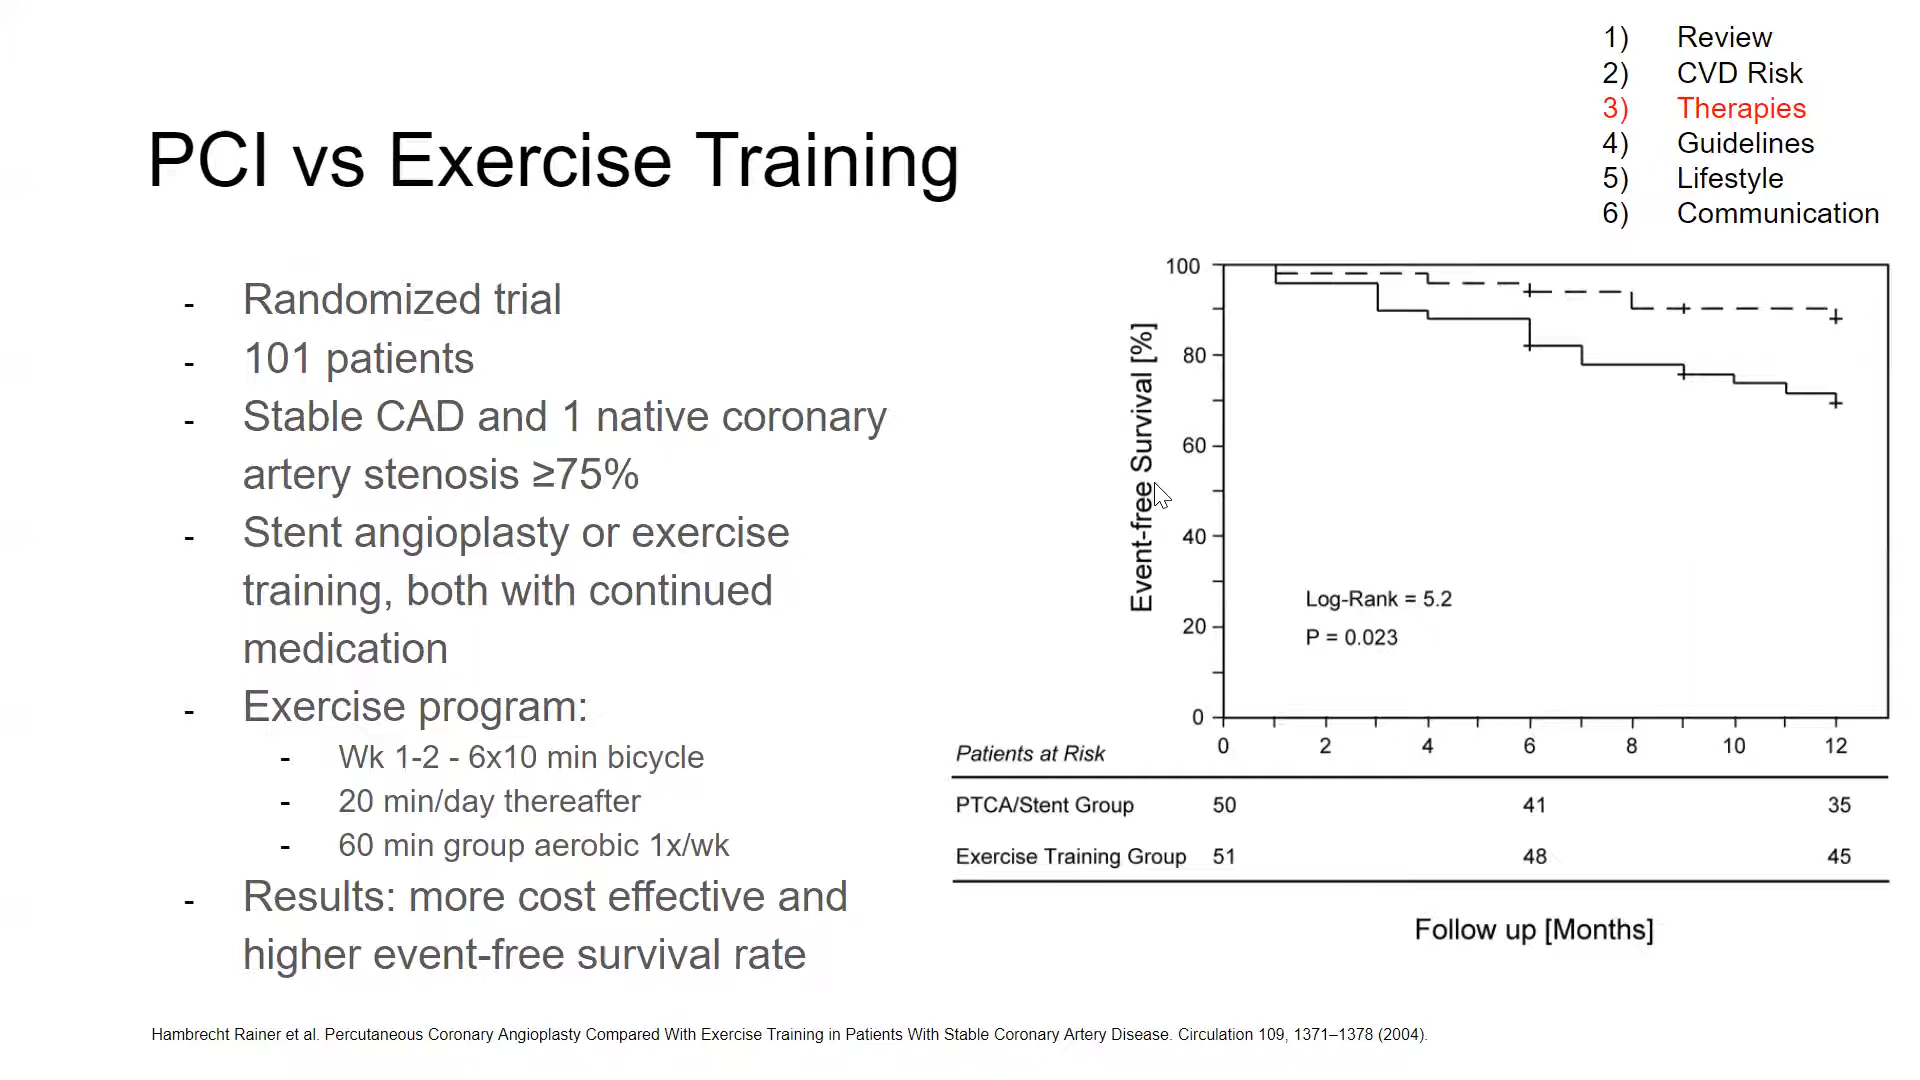 1) Review
2) CVD Risk
3) Therapies
4) Guidelines
5) Lifestyle
6) Communication
PCI vs Exercise Training
- Randomized trial
- 101 patients
- Stable CAD and 1 native coronary
artery stenosis ≥75%
- Stent angioplasty or exercise
training, both with continued
medication
- Exercise program:
- Wk 1-2 - 6x10 min bicycle
- 20 min/day thereafter
- 60 min group aerobic 1x/wk
- Results: more cost effective and
higher event-free survival rate
Event-free Survival [%]
100
80
60
40
20
0
Log-Rank = 5.2
P = 0.023
0 2 4 6 8 10 12
Patients at Risk
PTCA/Stent Group 50 41 35
Exercise Training Group 51 48 45
Follow up [Months]
Hambrecht Rainer et al. Percutaneous Coronary Angioplasty Compared With Exercise Training in Patients With Stable Coronary Artery Disease. Circulation 109, 1371–1378 (2004).